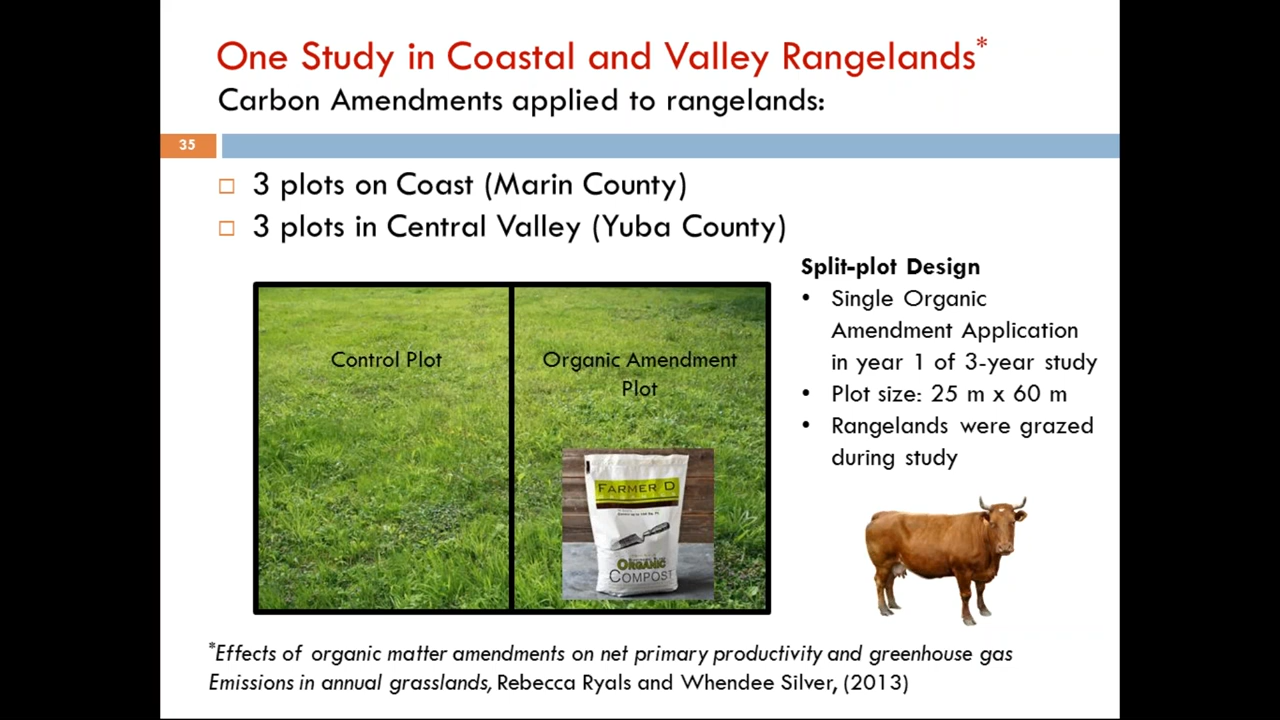 One Study in Coastal and Valley Rangelands*
Carbon Amendments applied to rangelands:
35
□ 3 plots on Coast (Marin County)
□ 3 plots in Central Valley (Yuba County)
Split-plot Design
• Single Organic
Amendment Application
in year 1 of 3-year study
• Plot size: 25 m x 60 m
• Rangelands were grazed
during study
Control Plot
Organic Amendment
Plot
FARMER D
ORGANIC
COMPOST
*Effects of organic matter amendments on net primary productivity and greenhouse gas
Emissions in annual grasslands, Rebecca Ryals and Whendee Silver, (2013)